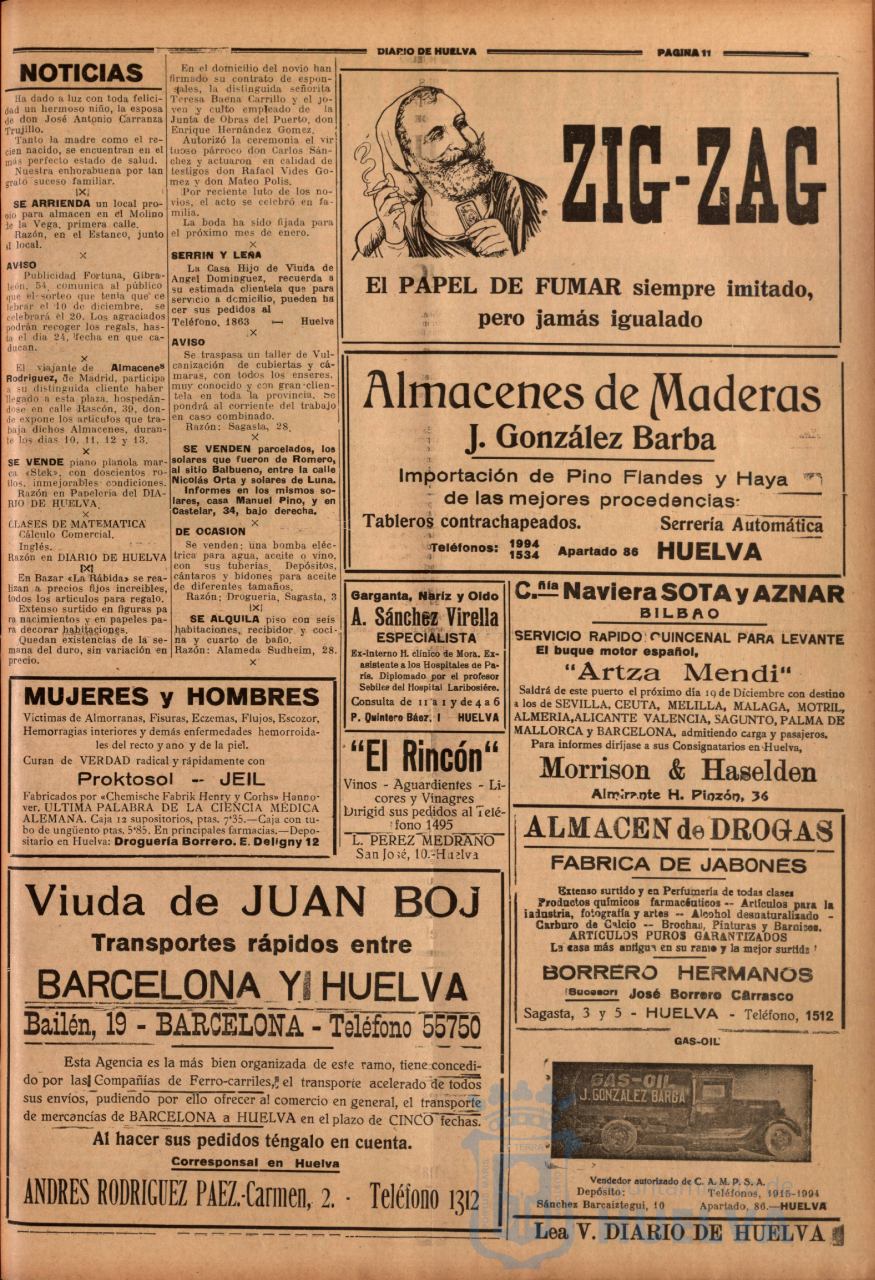 DIARIO DE HUELVA
PAGINA 11
NOTICIAS
Ha dado a luz con toda felici-
dad un hermoso niño, la esposa
de don José Antonio Carranza
Trujillo.
Tanto la madre como el re-
cien nacido, se encuentran en el
más perfecto estado de salud.
Nuestra enhorabuena por tan
grato suceso familiar.
|X|
SE ARRIENDA un local pro-
pio para almacen en el Molino
de la Vega, primera calle.
Razón, en el Estanco, junto
al local.
X
AVISO
Publicidad Fortuna, Gibra-
león, 54, comunica al público
que el sorteo que tenia que ce
lebrar el 10 de diciembre, se
celebrará el 20. Los agraciados
podrán recoger los regals, has-
ta el dia 24, fecha en que ca-
ducan.
X
El viajante de Almacenes
Rodríguez, de Madrid, participa
a su distinguida cliente haber
llegado a esta plaza, hospedán-
dose en calle Rascón, 39, don-
de expone los articulos que tra-
baja dichos Almacenes, duran-
te los dias 10, 11, 12 y 13.
X
SE VENDE piano pianola mar-
ca «Stek», con doscientos ro-
llos, inmejorables condiciones.
Razón en Papelería del DIA-
RIO DE HUELVA.
X
CLASES DE MATEMATICA
Cálculo Comercial.
Inglés.
Razón en DIARIO DE HUELVA
|X|
En Bazar «La Rábida» se rea-
lizan a precios fijos increibles,
todos los articulos para regalo.
Extenso surtido en figuras pa
ra nacimientos y en papeles pa-
ra decorar habitaciones.
Quedan existencias de la se-
mana del duro, sin variación en
precio.
En el domicilio del novio han
firmado su contrato de espon-
sales, la distinguida señorita
Teresa Baena Carrillo y el jo-
ven y culto empleado de la
Junta de Obras del Puerto, don
Enrique Hernández Gomez.
Autorizó la ceremonia el vir
tuoso párroco don Carlos Sán-
chez y actuaron en calidad de
testigos don Rafael Vides Go-
mez y don Mateo Polis.
Por reciente luto de los no-
vios, el acto se celebró en fa-
milia.
La boda ha sido fijada para
el próximo mes de enero.
X
SERRIN Y LEÑA
La Casa Hijo de Viuda de
Angel Dominguez, recuerda a
su estimada clientela que para
servicio a domicilio, pueden ha
cer sus pedidos al
Teléfono, 1863 — Huelva
X
AVISO
Se traspasa un taller de Vul-
canización de cubiertas y cá-
maras, con todos los enseres,
muy conocido y con gran clien-
tela en toda la provincia. Se
pondrá al corriente del trabajo
en caso combinado.
Razón: Sagasta, 28.
X
SE VENDEN parcelados, los
solares que fueron de Romero,
al sitio Balbueno, entre la calle
Nicolás Orta y solares de Luna.
Informes en los mismos so-
lares, casa Manuel Pino, y en
Castelar, 34, bajo derecha.
X
DE OCASION
Se venden: una bomba eléc-
trica para agua, aceite o vino,
con sus tuberias. Depósitos,
cántaros y bidones para aceite
de diferentes tamaños.
Razón: Drogueria, Sagasta, 3
|X|
SE ALQUILA piso con seis
habitaciones, recibidor y coci-
na y cuarto de baño.
Razón: Alameda Sudheim, 28.
X
ZIG-ZAG
El PAPEL DE FUMAR siempre imitado,
pero jamás igualado
Almacenes de Maderas
J. González Barba
Importación de Pino Flandes y Haya
de las mejores procedencias:
Tableros contrachapeados. Serrería Automática
Teléfonos: 1994
1534 Apartado 86 HUELVA
Garganta, Nariz y Oido
A. Sánchez Virella
ESPECIALISTA
Ex-interno H. clínico de Mora. Ex-
asistente a los Hospitales de Pa-
rís. Diplomado por el profesor
Sebiler del Hospital Laribosiére.
Consulta de 11 a 1 y de 4 a 6
P. Quintero Báez, 1 HUELVA
C.ñía Naviera SOTA y AZNAR
BILBAO
SERVICIO RAPIDO QUINCENAL PARA LEVANTE
El buque motor español,
"Artza Mendi"
Saldrá de este puerto el próximo día 19 de Diciembre con destino
a los de SEVILLA, CEUTA, MELILLA, MALAGA, MOTRIL,
ALMERIA, ALICANTE VALENCIA, SAGUNTO, PALMA DE
MALLORCA y BARCELONA, admitiendo carga y pasajeros.
Para informes diríjase a sus Consignatarios en Huelva,
Morrison & Haselden
Almirante H. Pinzón, 36
MUJERES y HOMBRES
Víctimas de Almorranas, Fisuras, Eczemas, Flujos, Escozor,
Hemorragias interiores y demás enfermedades hemorroida-
les del recto y ano y de la piel.
Curan de VERDAD radical y rápidamente con
Proktosol -- JEIL
Fabricados por «Chemische Fabrik Henry y Corhs» Hanno-
ver. ULTIMA PALABRA DE LA CIENCIA MÉDICA
ALEMANA. Caja 12 supositorios, ptas. 7'35.—Caja con tu-
bo de ungüento ptas. 5'85. En principales farmacias.—Depo-
sitario en Huelva: Droguería Borrero. E. Deligny 12
"El Rincón"
Vinos - Aguardientes - Li-
cores y Vinagres
Dirigid sus pedidos al Telé-
fono 1495
L. PEREZ MEDRANO
San José, 10.-Huelva
ALMACEN de DROGAS
FABRICA DE JABONES
Extenso surtido y en Perfumería de todas clases
Productos químicos farmacéuticos -- Artículos para la
industria, fotografía y artes -- Alcohol desnaturalizado -
Carburo de Calcio -- Brochas, Pinturas y Barnices.
ARTICULOS PUROS GARANTIZADOS
La casa más antigua en su ramo y la mejor surtida
BORRERO HERMANOS
(Sucesor: José Borrero Carrasco
Sagasta, 3 y 5 - HUELVA - Teléfono, 1512
Viuda de JUAN BOJ
Transportes rápidos entre
BARCELONA Y HUELVA
Bailén, 19 - BARCELONA - Teléfono 55750
Esta Agencia es la más bien organizada de este ramo, tiene concedi-
do por las Compañías de Ferro-carriles, el transporte acelerado de todos
sus envíos, pudiendo por ello ofrecer al comercio en general, el transporte
de mercancías de BARCELONA a HUELVA en el plazo de CINCO fechas.
Al hacer sus pedidos téngalo en cuenta.
Corresponsal en Huelva
ANDRES RODRIGUEZ PAEZ.-Carmen, 2. - Teléfono 1312
GAS-OIL
GAS-OIL
J. GONZALEZ BARBA
Vendedor autorizado de C. A. M. P. S. A.
Depósito: Teléfonos, 1915-1994
Sánchez Barcaiztegui, 10 Apartado, 86.—HUELVA
Lea V. DIARIO DE HUELVA